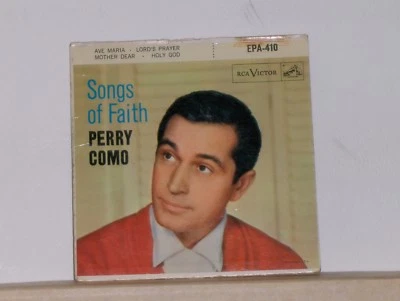 AVE MARIA • LORD'S PRAYER
MOTHER DEAR • HOLY GOD
EPA-410
RCA VICTOR
Songs
of Faith
PERRY
COMO